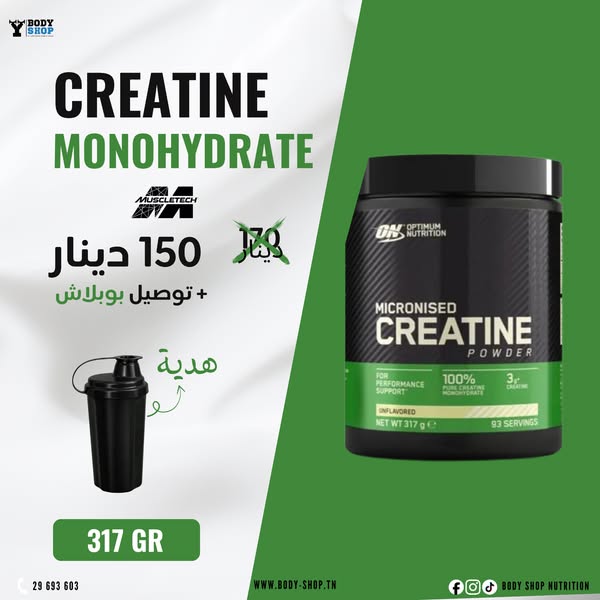 BODY
SHOP
CREATINE
MONOHYDRATE
MUSCLETECH
150 دينار
170
دينار
+ توصيل بوبلاش
هدية
317 GR
ON OPTIMUM
NUTRITION
MICRONISED
CREATINE
POWDER
FOR
PERFORMANCE
SUPPORT
100%
PURE CREATINE
MONOHYDRATE
3g
CREATINE
UNFLAVORED
NET WT 317 g ℮
93 SERVINGS
29 693 603
WWW.BODY-SHOP.TN
BODY SHOP NUTRITION